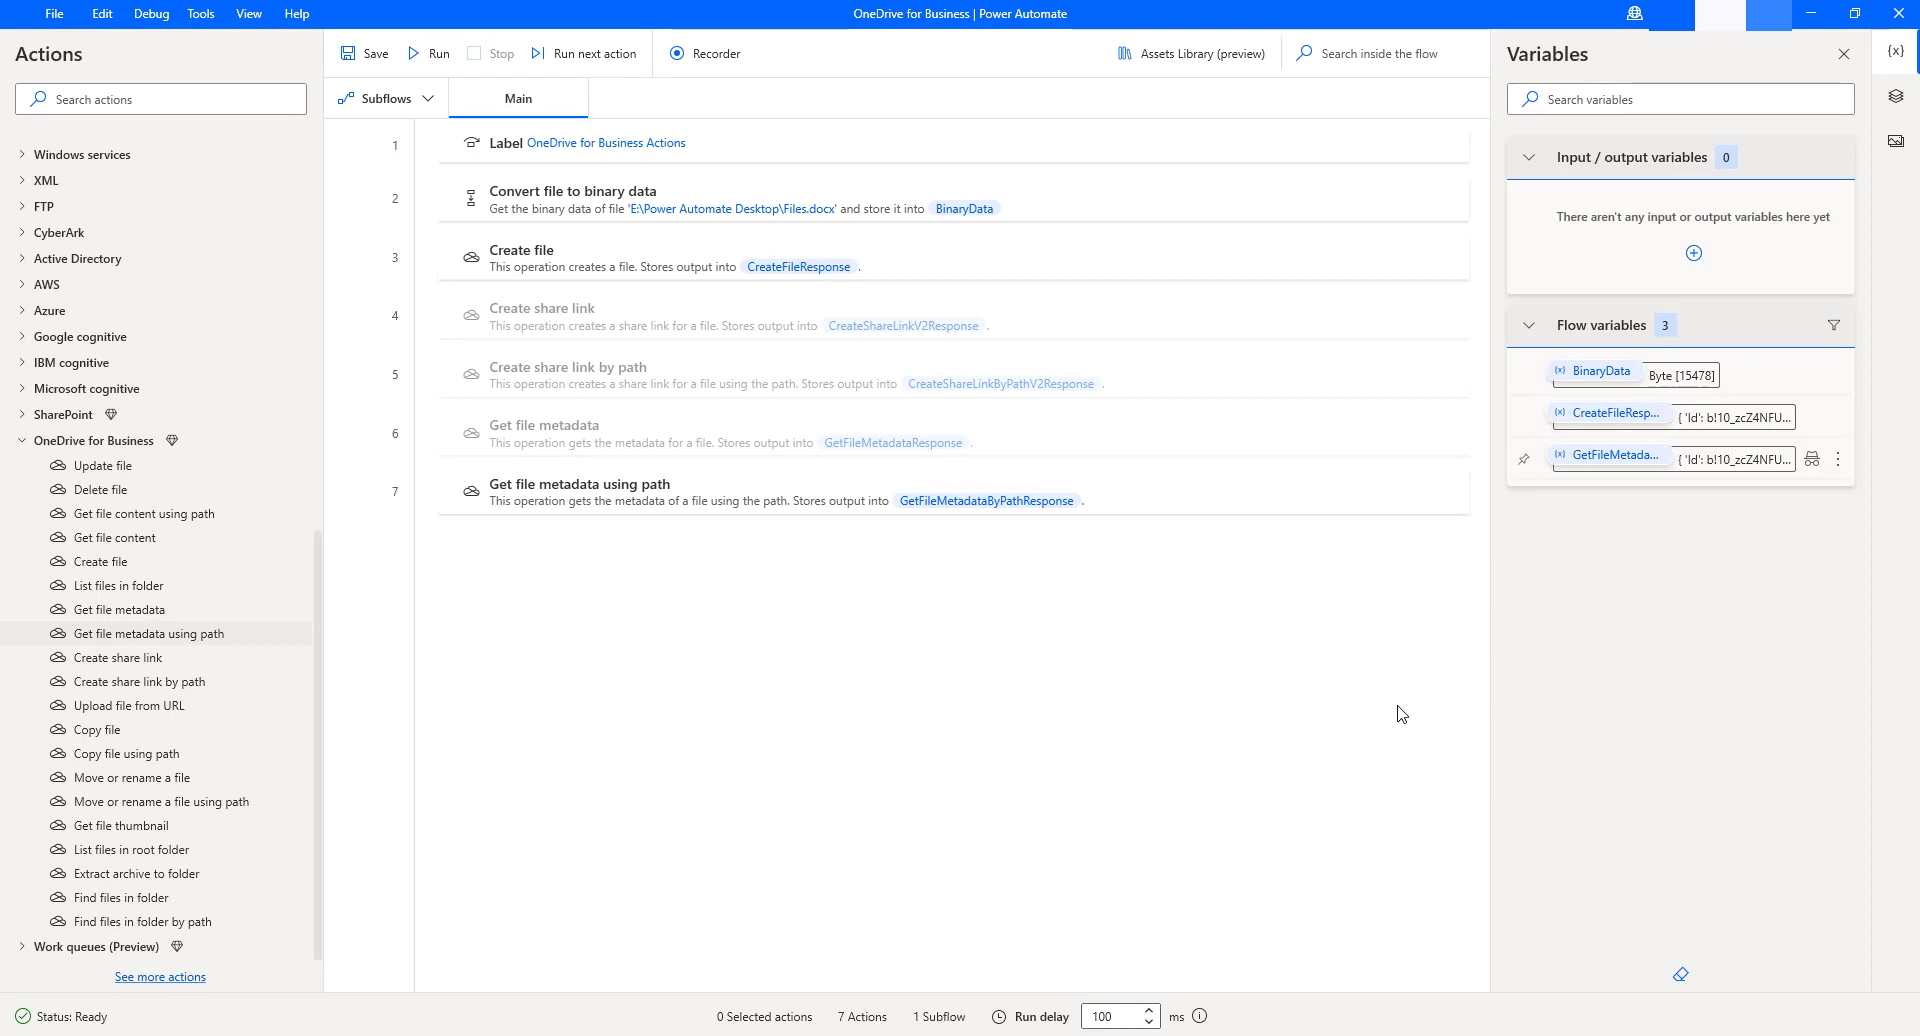 File Edit Debug Tools View Help
OneDrive for Business | Power Automate
Actions
Search actions
Windows services
XML
FTP
CyberArk
Active Directory
AWS
Azure
Google cognitive
IBM cognitive
Microsoft cognitive
SharePoint
OneDrive for Business
Update file
Delete file
Get file content using path
Get file content
Create file
List files in folder
Get file metadata
Get file metadata using path
Create share link
Create share link by path
Upload file from URL
Copy file
Copy file using path
Move or rename a file
Move or rename a file using path
Get file thumbnail
List files in root folder
Extract archive to folder
Find files in folder
Find files in folder by path
Work queues (Preview)
See more actions
Save Run Stop Run next action Recorder Assets Library (preview) Search inside the flow
Subflows Main
1 Label OneDrive for Business Actions
2 Convert file to binary data
Get the binary data of file 'E:\Power Automate Desktop\Files.docx' and store it into BinaryData
3 Create file
This operation creates a file. Stores output into CreateFileResponse .
4 Create share link
This operation creates a share link for a file. Stores output into CreateShareLinkV2Response .
5 Create share link by path
This operation creates a share link for a file using the path. Stores output into CreateShareLinkByPathV2Response .
6 Get file metadata
This operation gets the metadata for a file. Stores output into GetFileMetadataResponse .
7 Get file metadata using path
This operation gets the metadata of a file using the path. Stores output into GetFileMetadataByPathResponse .
Variables
{x}
Search variables
Input / output variables 0
There aren't any input or output variables here yet
Flow variables 3
(x) BinaryData Byte [15478]
(x) CreateFileResp... { 'Id': b!10_zcZ4NFU...
(x) GetFileMetada... { 'Id': b!10_zcZ4NFU...
Status: Ready 0 Selected actions 7 Actions 1 Subflow Run delay 100 ms